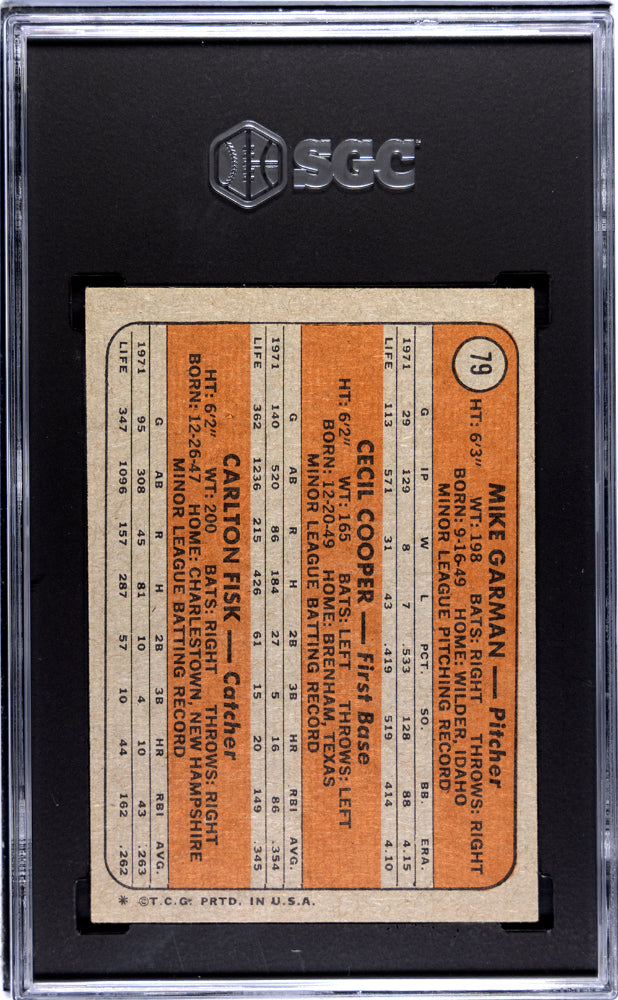 SGC
79
MIKE GARMAN — Pitcher
HT: 6'3" WT: 198 BATS: RIGHT THROWS: RIGHT
BORN: 9-16-49 HOME: WILDER, IDAHO
MINOR LEAGUE PITCHING RECORD
G IP W L PCT. SO. BB. ERA.
1971 29 129 8 7 .533 128 88 4.15
LIFE 113 571 31 43 .419 519 414 4.10
CECIL COOPER — First Base
HT: 6'2" WT: 165 BATS: LEFT THROWS: LEFT
BORN: 12-20-49 HOME: BRENHAM, TEXAS
MINOR LEAGUE BATTING RECORD
G AB R H 2B 3B HR RBI AVG.
1971 140 520 86 184 27 5 16 86 .354
LIFE 362 1236 215 426 61 15 20 149 .345
CARLTON FISK — Catcher
HT: 6'2" WT: 200 BATS: RIGHT THROWS: RIGHT
BORN: 12-26-47 HOME: CHARLESTOWN, NEW HAMPSHIRE
MINOR LEAGUE BATTING RECORD
G AB R H 2B 3B HR RBI AVG.
1971 95 308 45 81 10 4 10 43 .263
LIFE 347 1096 157 287 57 10 44 162 .262
* ©T.C.G. PRTD. IN U.S.A.